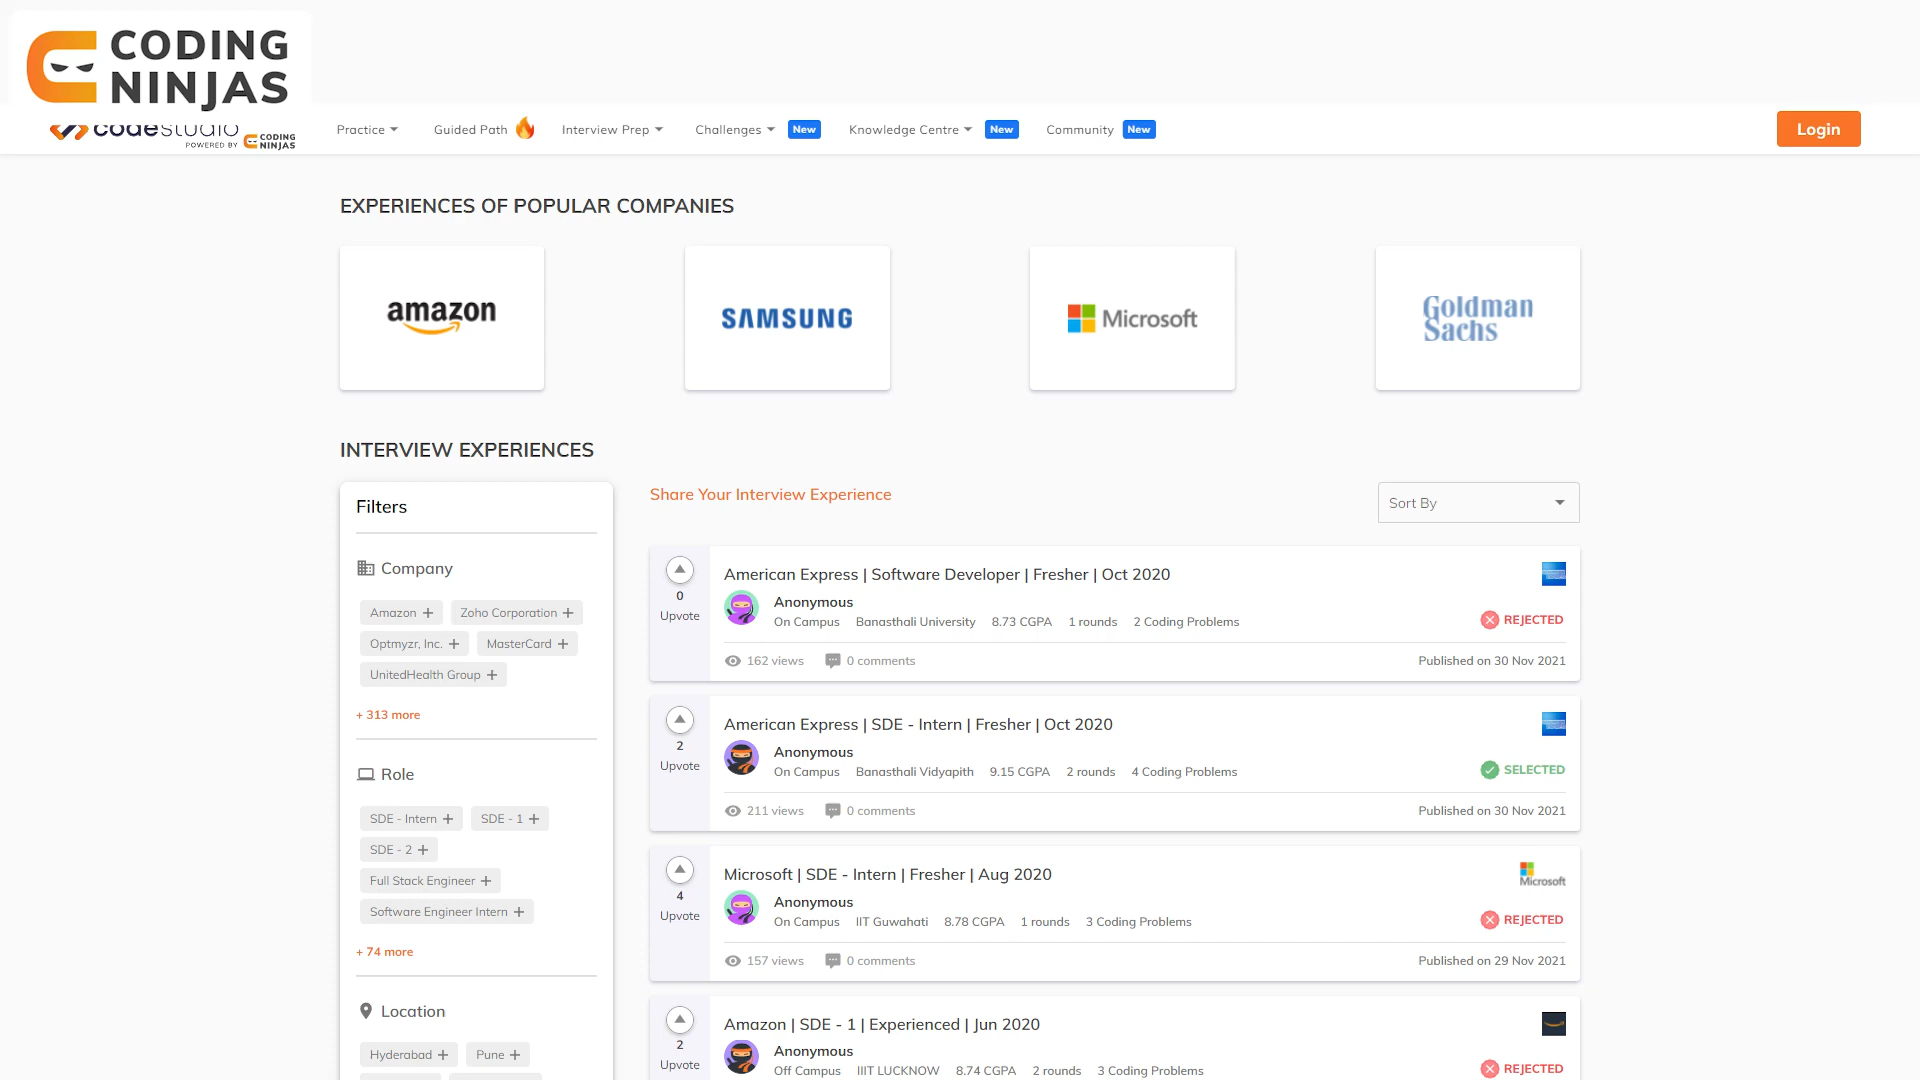 CODING
NINJAS
codestudio
POWERED BY CODING NINJAS
Practice
Guided Path
Interview Prep
Challenges New
Knowledge Centre New
Community New
Login
EXPERIENCES OF POPULAR COMPANIES
amazon
SAMSUNG
Microsoft
Goldman
Sachs
INTERVIEW EXPERIENCES
Filters
Company
Amazon +
Zoho Corporation +
Optmyzr, Inc. +
MasterCard +
UnitedHealth Group +
+ 313 more
Role
SDE - Intern +
SDE - 1 +
SDE - 2 +
Full Stack Engineer +
Software Engineer Intern +
+ 74 more
Location
Hyderabad +
Pune +
Share Your Interview Experience
Sort By
0
Upvote
American Express | Software Developer | Fresher | Oct 2020
Anonymous
On Campus Banasthali University 8.73 CGPA 1 rounds 2 Coding Problems
REJECTED
162 views 0 comments
Published on 30 Nov 2021
2
Upvote
American Express | SDE - Intern | Fresher | Oct 2020
Anonymous
On Campus Banasthali Vidyapith 9.15 CGPA 2 rounds 4 Coding Problems
SELECTED
211 views 0 comments
Published on 30 Nov 2021
4
Upvote
Microsoft | SDE - Intern | Fresher | Aug 2020
Microsoft
Anonymous
On Campus IIT Guwahati 8.78 CGPA 1 rounds 3 Coding Problems
REJECTED
157 views 0 comments
Published on 29 Nov 2021
2
Upvote
Amazon | SDE - 1 | Experienced | Jun 2020
Anonymous
Off Campus IIIT LUCKNOW 8.74 CGPA 2 rounds 3 Coding Problems
REJECTED